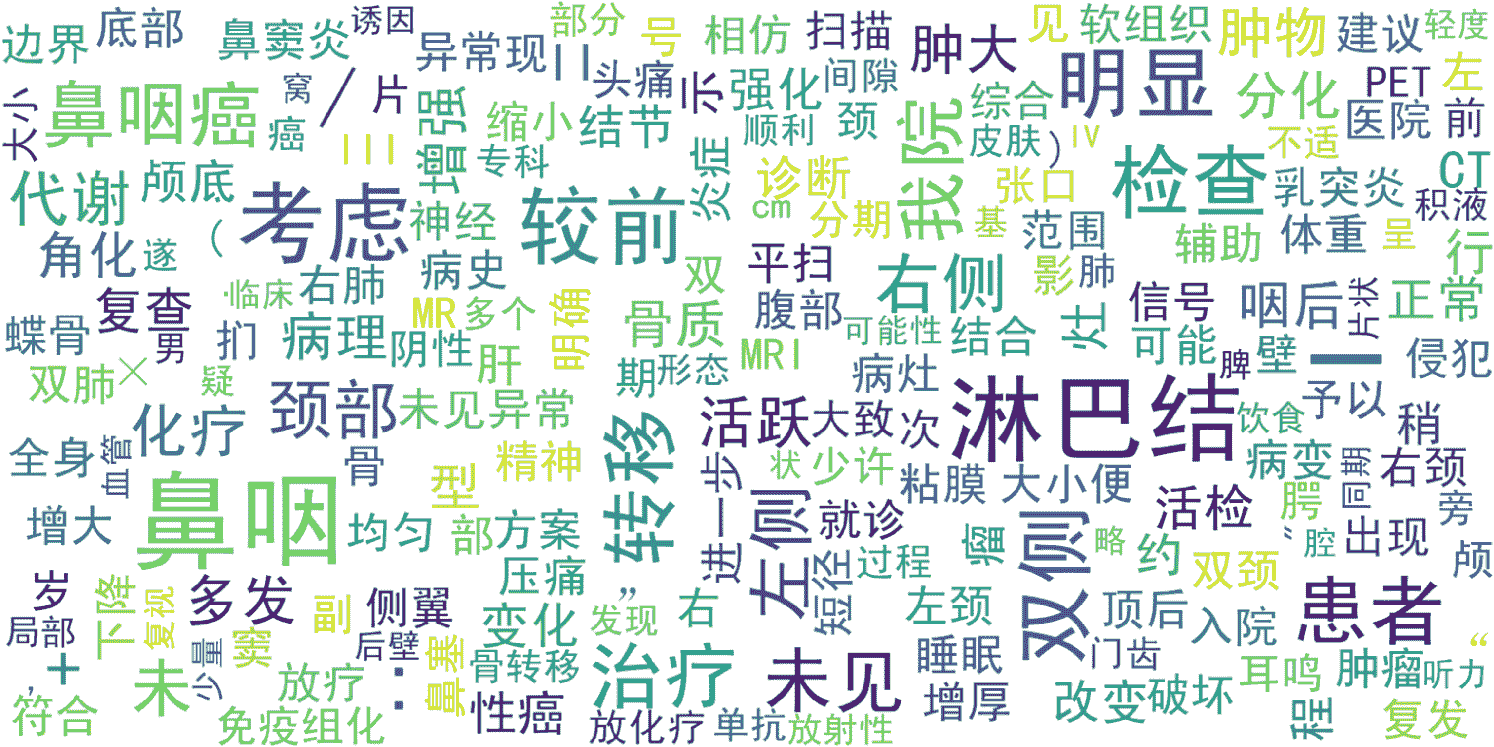 边界
底部
鼻窦炎
诱因
异常现
II
部分
号
相仿
扫描
肿大
见
软组织
肿物
建议
轻度
大小
鼻咽癌
窝
癌
/
片
头痛
示
强化
间隙
明显
分化
PET
左
III
增强
缩小
结节
顺利
颈
综合
皮肤
)
IV
不适
医院
前
代谢
颅底
考虑
专科
较前
炎症
诊断
cm
分期
我院
张口
基
检查
乳突炎
CT
积液
角化
遂
(
神经
病史
双
平扫
右侧
影
范围
肺
辅助
体重
呈
行
复查
临床
右肺
MR
多个
明确
骨质
腹部
可能性
灶
信号
咽后
片状
正常
蝶骨
男
扪
病理
阴性
肝
期
形态
MRI
病灶
结合
可能
脾
壁
侵犯
双肺
×
疑
颈部
未见异常
转移
活跃
大致
次
淋巴结
I
饮食
予以
稍
全身
血管
化疗
骨
型
精神
状
少许
粘膜
大小便
病变
同期
右颈
增大
鼻咽
均匀
部
方案
进一步
左侧
就诊
瘤
双侧
略
活检
腭
"
腔
出现
旁
岁
下降
复视
多发
副
侧翼
压痛
”
短径
过程
约
双颈
患者
颅
局部
窦
后壁
:
变化
发现
右
左颈
顶后
入院
“
,
十
未
少量
放疗
鼻塞
骨转移
治疗
未见
睡眠
门齿
耳鸣
肿瘤
听力
符合
免疫组化
性癌
放化疗
单抗
放射性
增厚
改变
破坏
程
复发